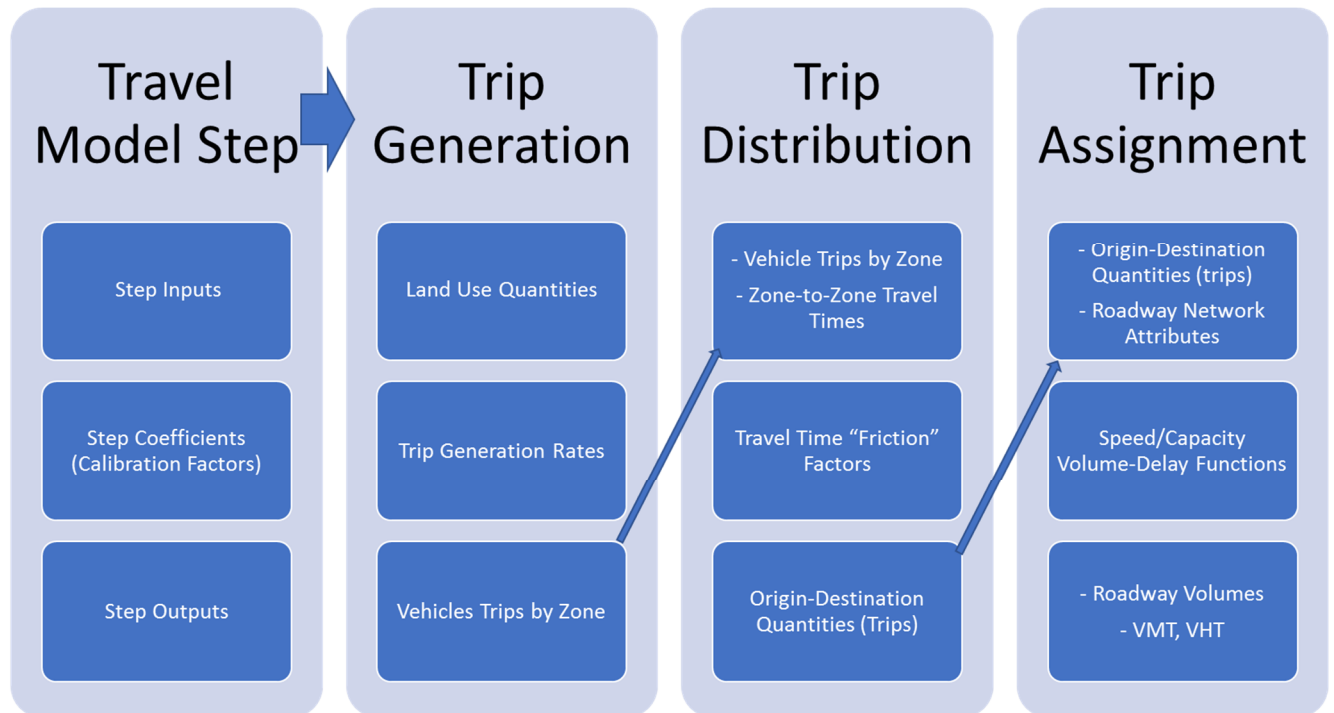 Travel
Model Step
Step Inputs
Step Coefficients
(Calibration Factors)
Step Outputs
Trip
Generation
Land Use Quantities
Trip Generation Rates
Vehicles Trips by Zone
Trip
Distribution
- Vehicle Trips by Zone
- Zone-to-Zone Travel
Times
Travel Time “Friction”
Factors
Origin-Destination
Quantities (Trips)
Trip
Assignment
- Origin-Destination
Quantities (trips)
- Roadway Network
Attributes
Speed/Capacity
Volume-Delay Functions
- Roadway Volumes
- VMT, VHT